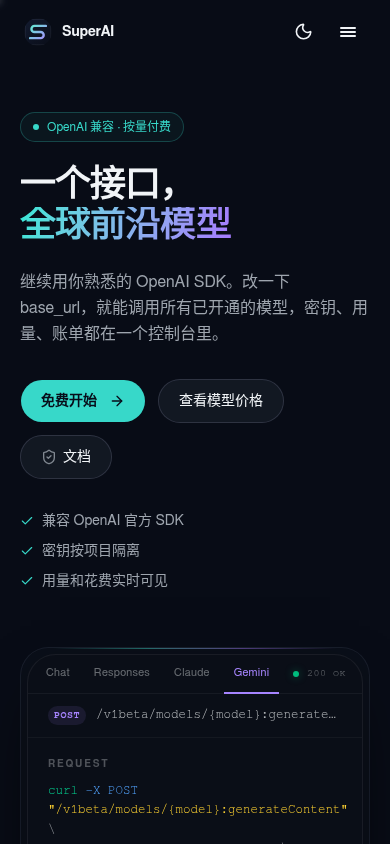 SuperAI
OpenAI 兼容 · 按量付费
一个接口，
全球前沿模型
继续用你熟悉的 OpenAI SDK。改一下
base_url，就能调用所有已开通的模型，密钥、用
量、账单都在一个控制台里。
免费开始 →
查看模型价格
文档
兼容 OpenAI 官方 SDK
密钥按项目隔离
用量和花费实时可见
Chat Responses Claude Gemini 200 OK
POST /v1beta/models/{model}:generate…
REQUEST
curl -X POST
"/v1beta/models/{model}:generateContent"
\